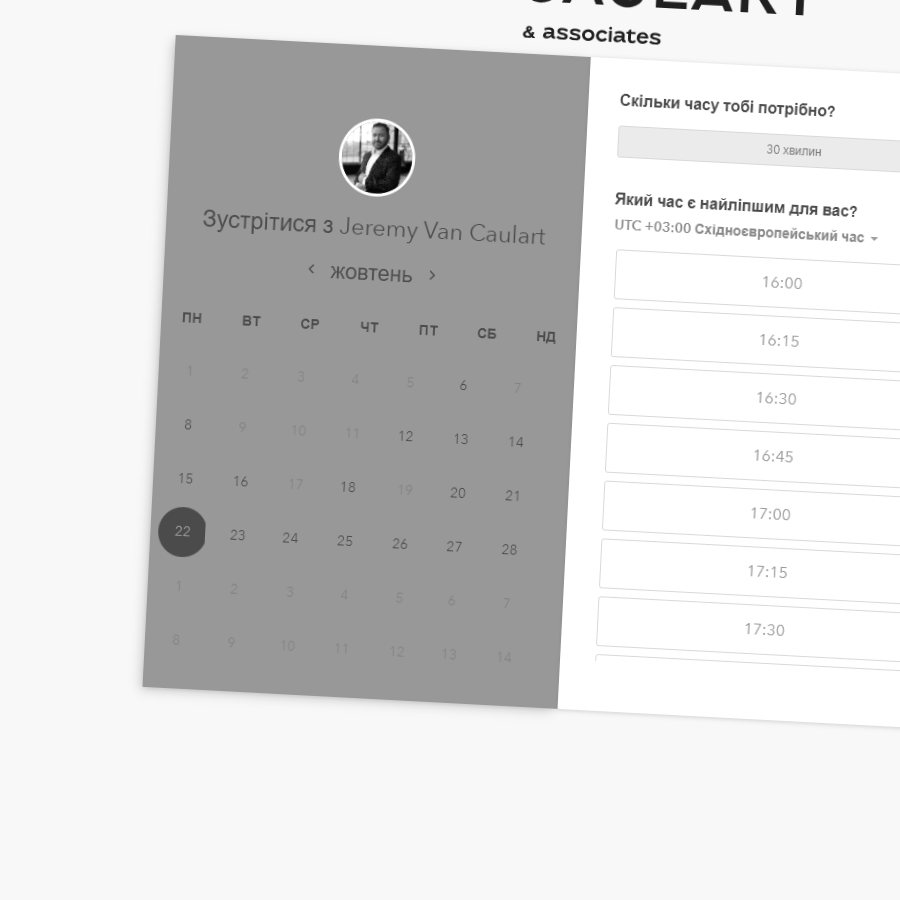 & associates
Зустрітися з Jeremy Van Caulart
жовтень
ПН ВТ СР ЧТ ПТ СБ НД
1 2 3 4 5 6 7
8 9 10 11 12 13 14
15 16 17 18 19 20 21
22 23 24 25 26 27 28
1 2 3 4 5 6 7
8 9 10 11 12 13 14
Скільки часу тобі потрібно?
30 хвилин
Який час є найліпшим для вас?
UTC +03:00 Східноєвропейський час
16:00
16:15
16:30
16:45
17:00
17:15
17:30